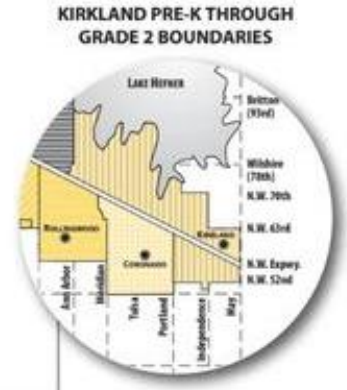 KIRKLAND PRE-K THROUGH
GRADE 2 BOUNDARIES
LAKE HEFNER
Britton
(93rd)
Wilshire
(78th)
N.W. 70th
N.W. 63rd
KIRKLAND
ROLLINGWOOD
CORONADO
N.W. Expwy.
N.W. 52nd
Ann Arbor
Meridian
Tulsa
Portland
Independence
May